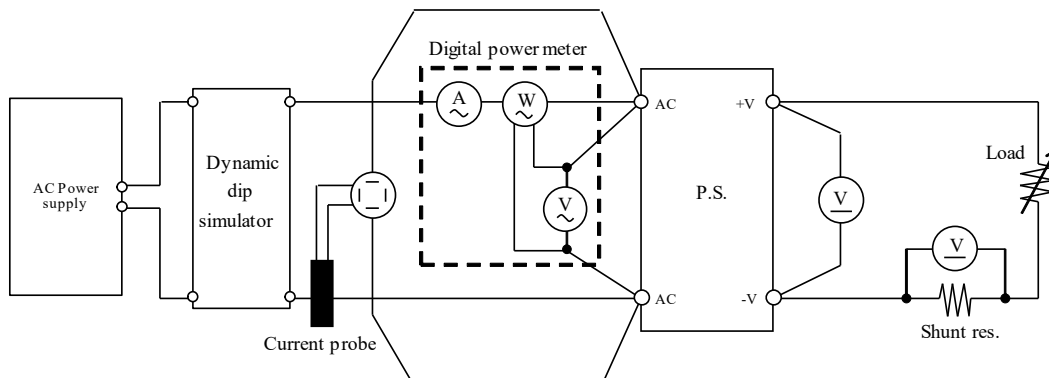 Digital power meter
A
W
AC
+V
Load
AC Power
supply
Dynamic
dip
simulator
V
P.S.
V
V
AC
-V
Shunt res.
Current probe